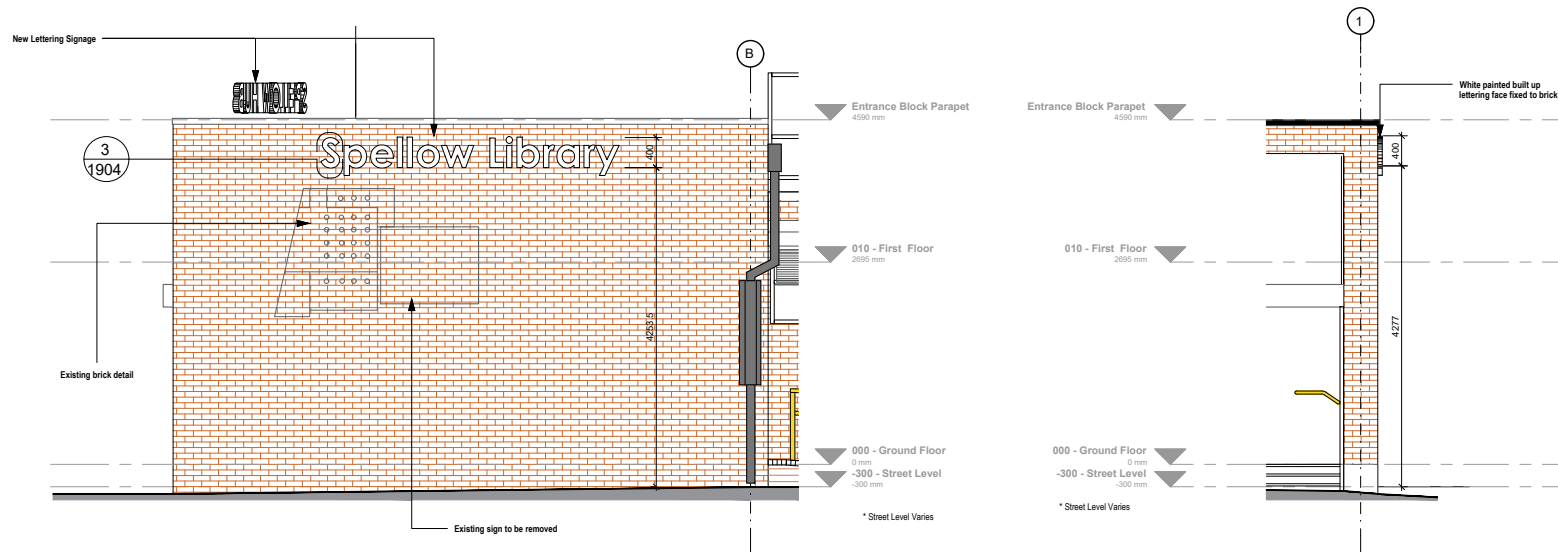 New Lettering Signage
B
1
White painted built up
lettering face fixed to brick
Entrance Block Parapet
4590 mm
Entrance Block Parapet
4590 mm
3
1904
Spellow Library
400
400
010 - First Floor
2695 mm
010 - First Floor
2695 mm
4253.5
4277
Existing brick detail
000 - Ground Floor
0 mm
000 - Ground Floor
0 mm
-300 - Street Level
-300 mm
-300 - Street Level
-300 mm
* Street Level Varies
* Street Level Varies
Existing sign to be removed